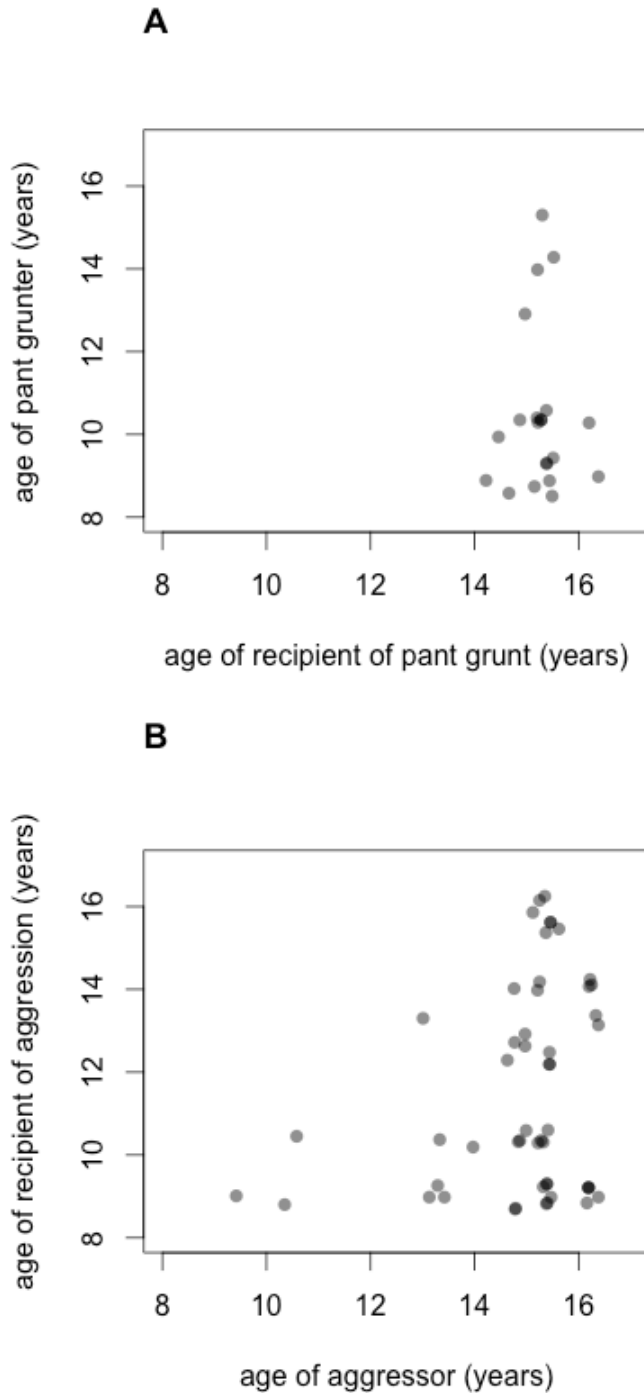 A
age of pant grunter (years)
16
14
12
10
8
8 10 12 14 16
age of recipient of pant grunt (years)
B
age of recipient of aggression (years)
16
14
12
10
8
8 10 12 14 16
age of aggressor (years)